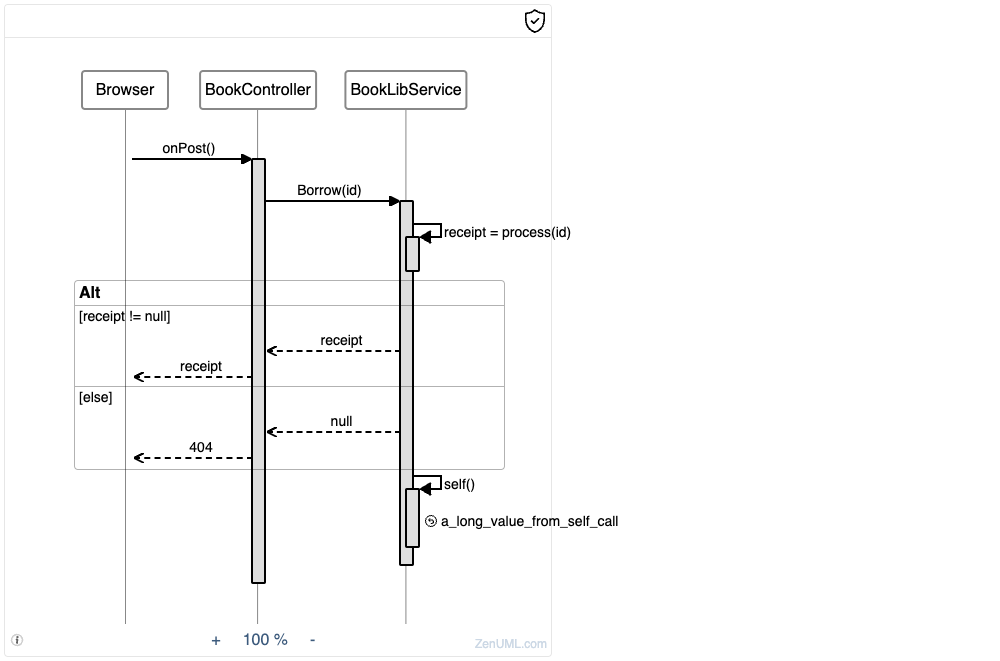 Browser
BookController
BookLibService
onPost()
Borrow(id)
receipt = process(id)
Alt
[receipt != null]
receipt
receipt
[else]
null
404
self()
a_long_value_from_self_call
+ 100 % -
ZenUML.com